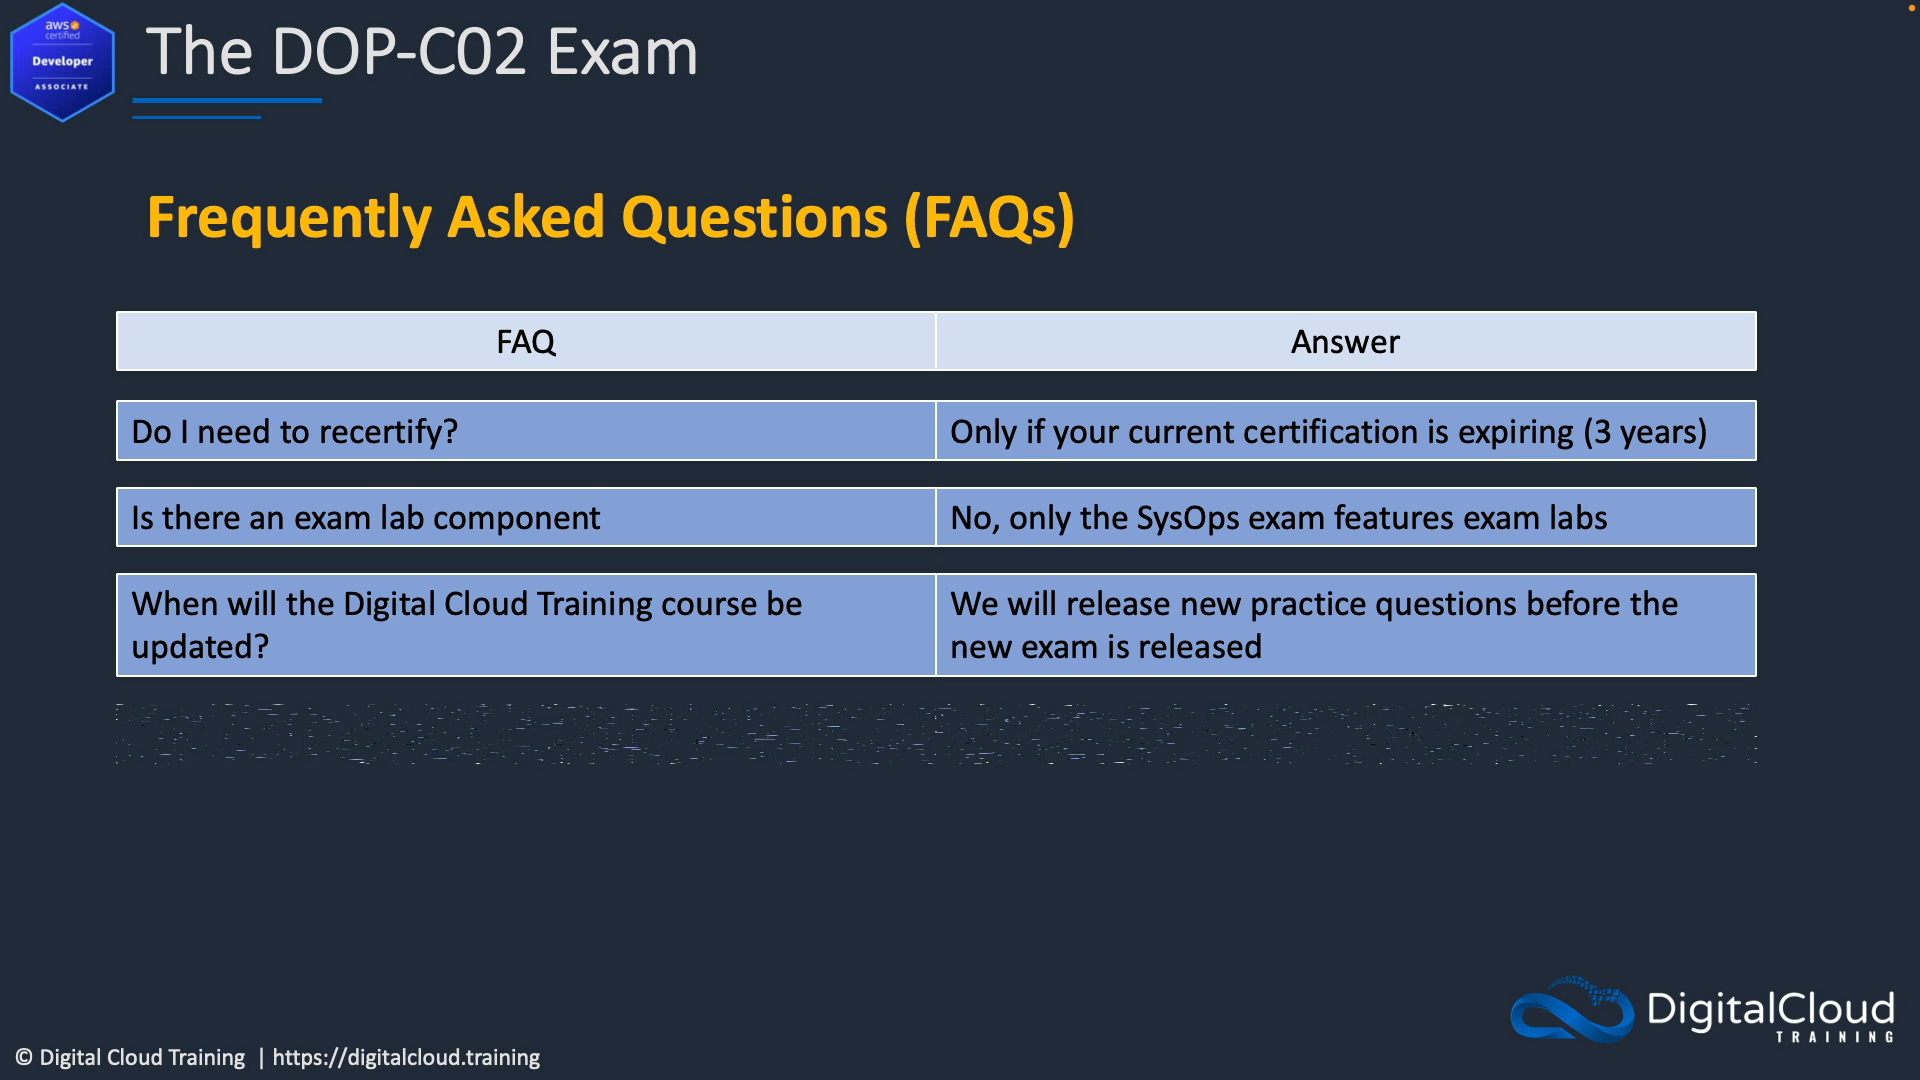 aws
certified
Developer
ASSOCIATE
The DOP-C02 Exam
Frequently Asked Questions (FAQs)
FAQ
Answer
Do I need to recertify?
Only if your current certification is expiring (3 years)
Is there an exam lab component
No, only the SysOps exam features exam labs
When will the Digital Cloud Training course be
updated?
We will release new practice questions before the
new exam is released
DigitalCloud
TRAINING
© Digital Cloud Training | https://digitalcloud.training